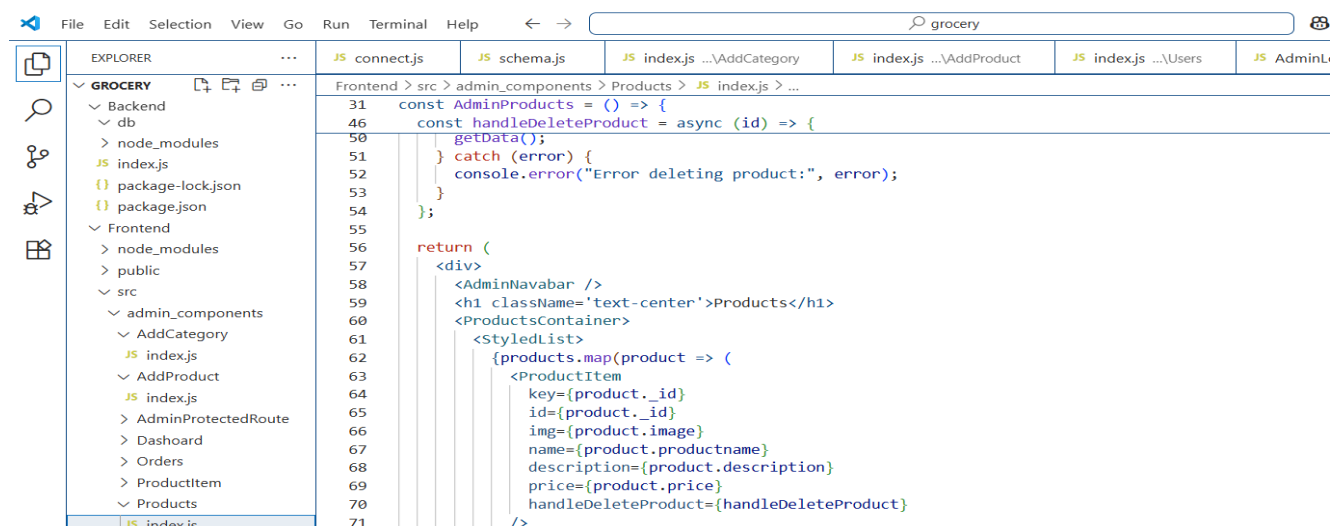 File Edit Selection View Go Run Terminal Help grocery
EXPLORER ...
GROCERY ...
Backend
db
node_modules
JS index.js
{} package-lock.json
{} package.json
Frontend
node_modules
public
src
admin_components
AddCategory
JS index.js
AddProduct
JS index.js
AdminProtectedRoute
Dashoard
Orders
ProductItem
Products
JS index.js
JS connect.js JS schema.js JS index.js ...\AddCategory JS index.js ...\AddProduct JS index.js ...\Users JS AdminLo
Frontend > src > admin_components > Products > JS index.js > ...
31 const AdminProducts = () => {
46 const handleDeleteProduct = async (id) => {
50 getData();
51 } catch (error) {
52 console.error("Error deleting product:", error);
53 }
54 };
55
56 return (
57 <div>
58 <AdminNavabar />
59 <h1 className='text-center'>Products</h1>
60 <ProductsContainer>
61 <StyledList>
62 {products.map(product => (
63 <ProductItem
64 key={product._id}
65 id={product._id}
66 img={product.image}
67 name={product.productname}
68 description={product.description}
69 price={product.price}
70 handleDeleteProduct={handleDeleteProduct}
71 />